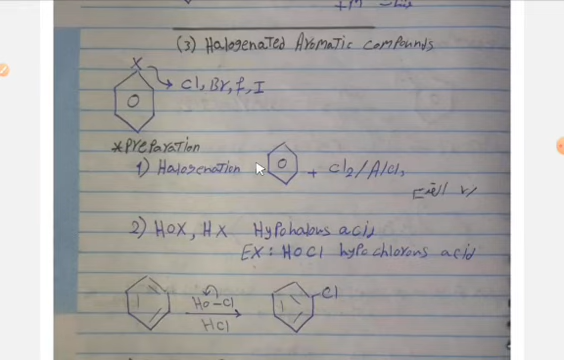 (3) Halogenated Aromatic compounds
X
Cl, Br, F, I
*Preparation
1) Halogenation + Cl2/AlCl3
2) HOX, HX Hypohalous acid
EX: HOCl hypochlorous acid
HO-Cl
HCl
Cl